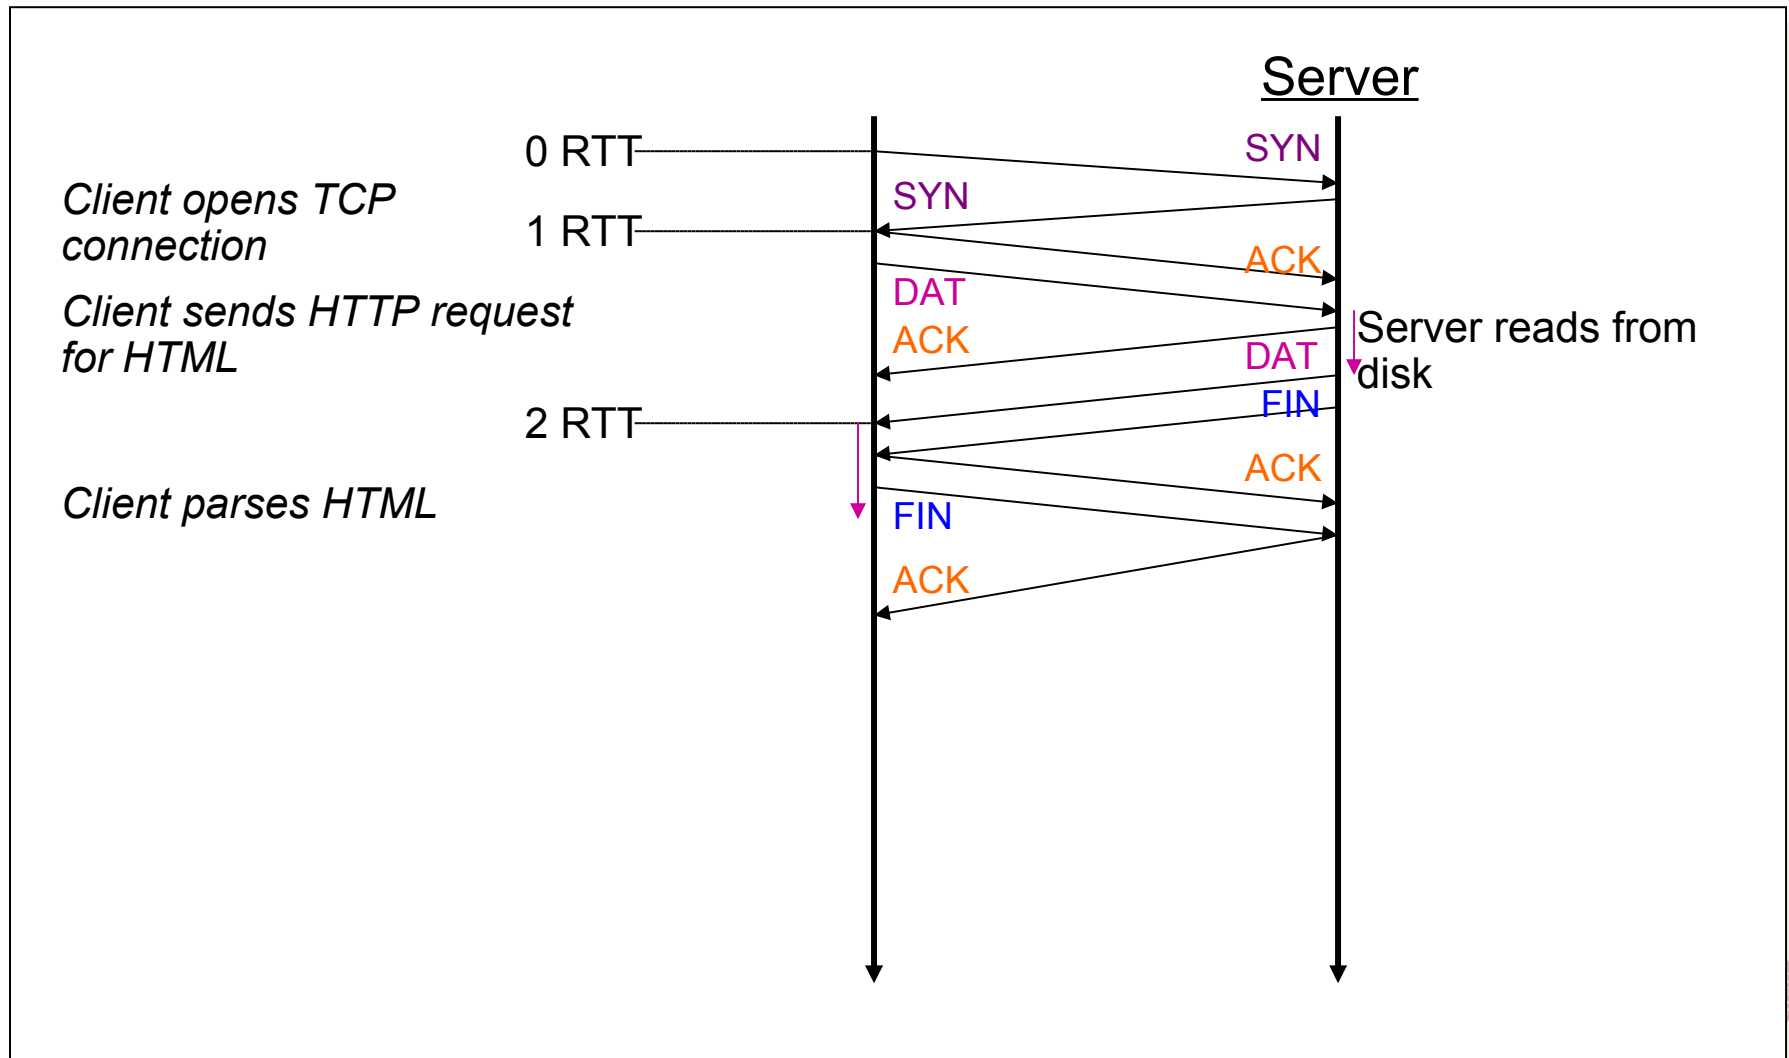 Server
0 RTT
SYN
Client opens TCP
connection
SYN
1 RTT
ACK
Client sends HTTP request
for HTML
DAT
ACK
DAT
Server reads from
disk
2 RTT
FIN
ACK
Client parses HTML
FIN
ACK